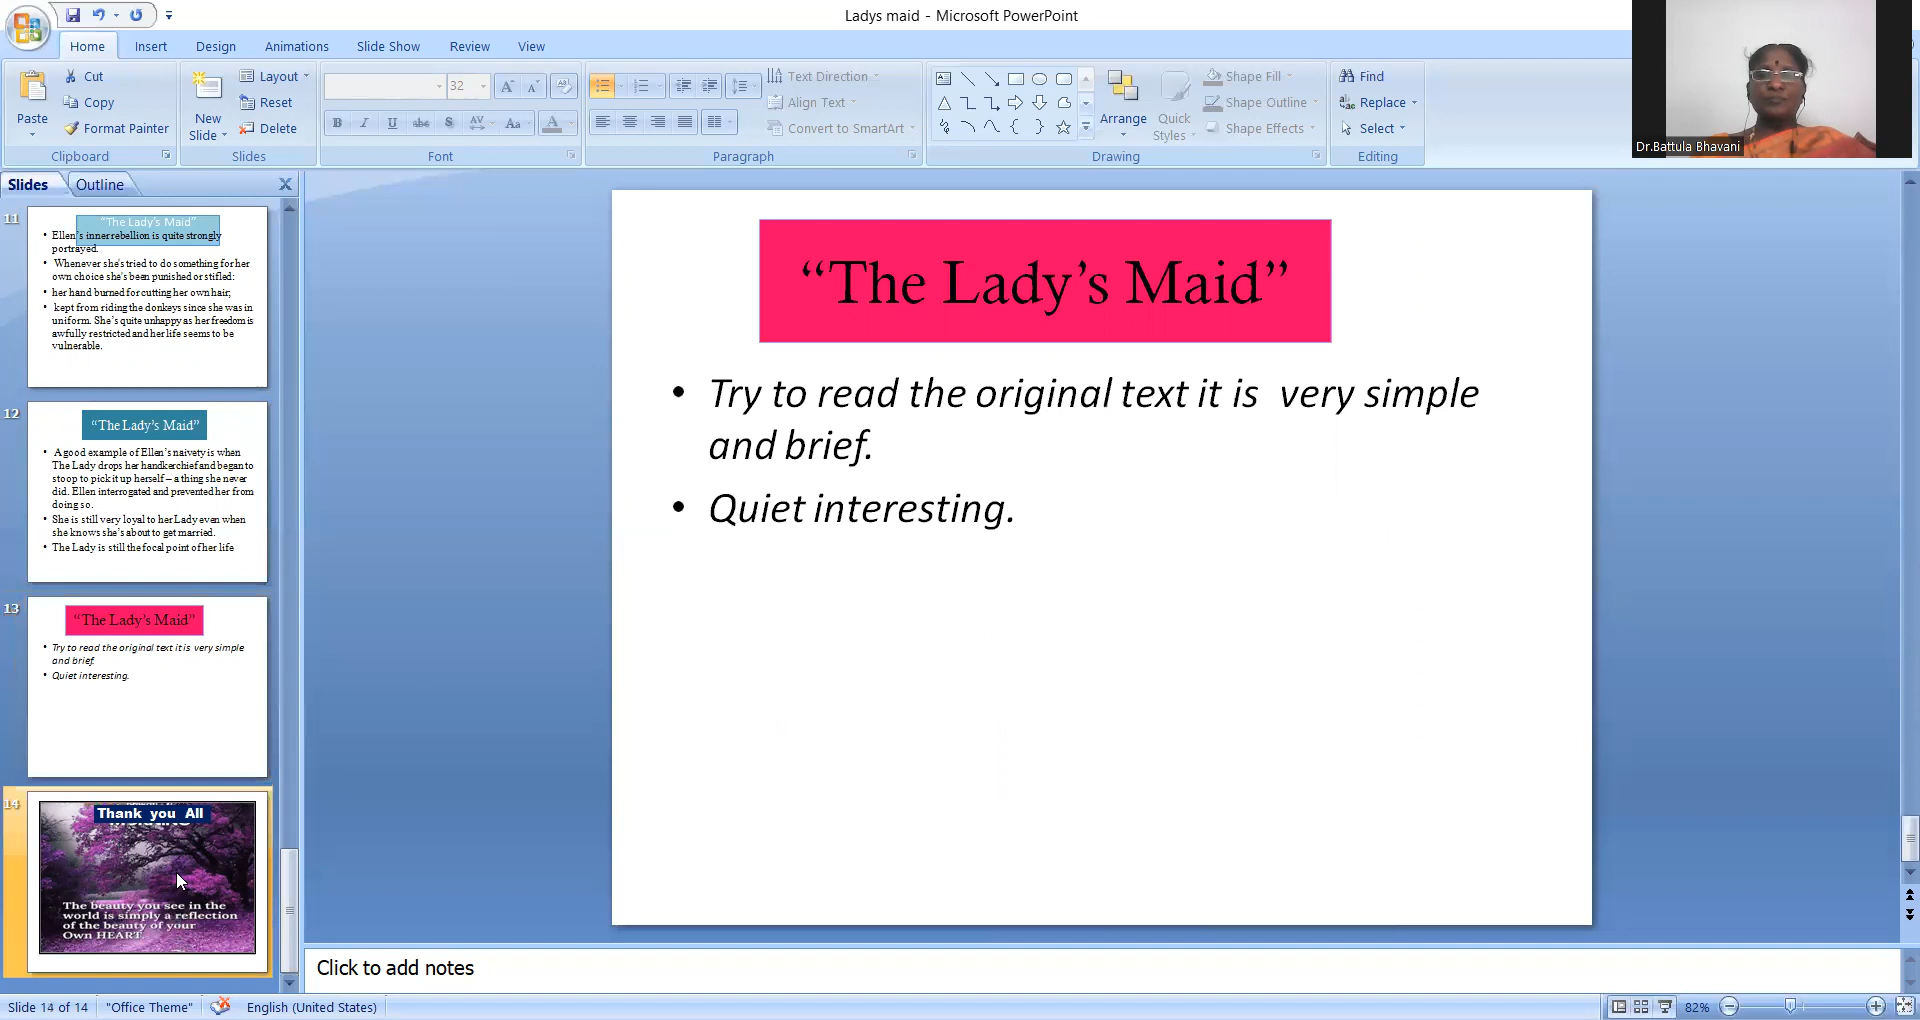 Ladys maid - Microsoft PowerPoint
Home Insert Design Animations Slide Show Review View
Paste
Cut
Copy
Format Painter
Clipboard
New Slide
Layout
Reset
Delete
Slides
32
B I U abc S AV Aa A
Font
Text Direction
Align Text
Convert to SmartArt
Paragraph
Arrange
Quick Styles
Shape Fill
Shape Outline
Shape Effects
Drawing
Find
Replace
Select
Editing
Dr.Battula Bhavani
Slides Outline X
11
“The Lady’s Maid”
• Ellen’s innerrebellion is quite strongly
portrayed.
• Whenever she's tried to do something for her
own choice she's been punished or stifled:
• her hand burned for cutting her own hair;
• kept from riding the donkeys since she was in
uniform. She’s quite unhappy as her freedom is
awfully restricted and her life seems to be
vulnerable.
12
“The Lady’s Maid”
• A good example of Ellen’s naivety is when
The Lady drops her handkerchief and began to
stoop to pick it up herself – a thing she never
did. Ellen interrogated and prevented her from
doing so.
• She is still very loyal to her Lady even when
she knows she’s about to get married.
• The Lady is still the focal point of her life
13
“The Lady’s Maid”
• Try to read the original text it is very simple
and brief.
• Quiet interesting.
14
Thank you All
The beauty you see in the
world is simply a reflection
of the beauty of your
Own HEART.
“The Lady’s Maid”
• Try to read the original text it is very simple
and brief.
• Quiet interesting.
Click to add notes
Slide 14 of 14 "Office Theme" English (United States) 82%